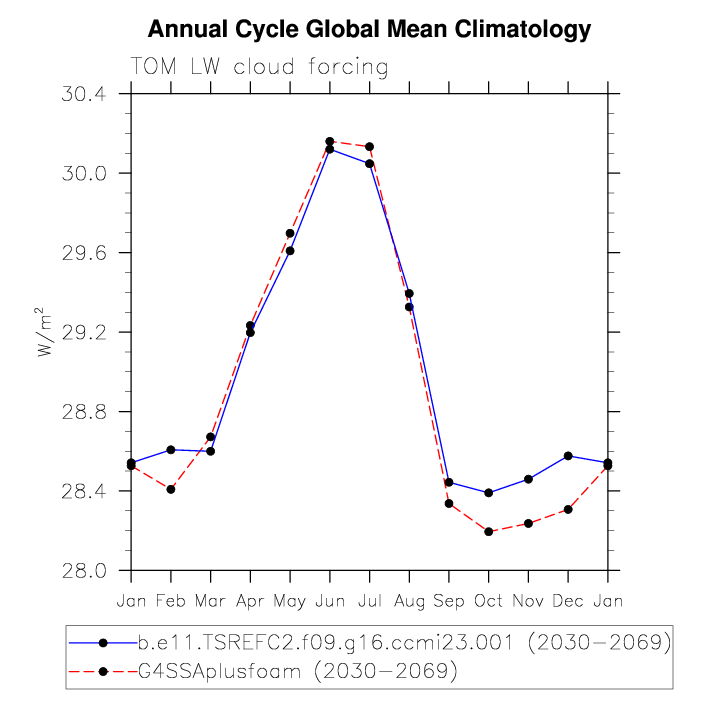 Annual Cycle Global Mean Climatology
TOM LW cloud forcing
30.4
30.0
29.6
29.2
28.8
28.4
28.0
W/m²
Jan Feb Mar Apr May Jun Jul Aug Sep Oct Nov Dec Jan
b.e11.TSREFC2.f09.g16.ccmi23.001 (2030−2069)
G4SSAplusfoam (2030−2069)